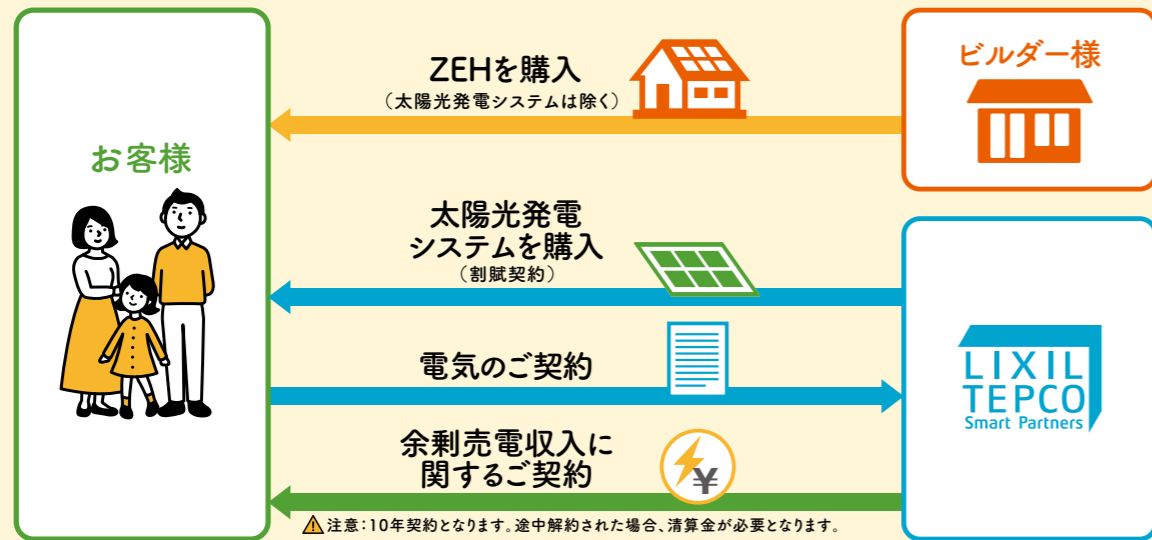 お客様
ZEHを購入
（太陽光発電システムは除く）
ビルダー様
太陽光発電
システムを購入
（割賦契約）
電気のご契約
余剰売電収入に
関するご契約
¥
注意：10年契約となります。途中解約された場合、清算金が必要となります。
LIXIL
TEPCO
Smart Partners